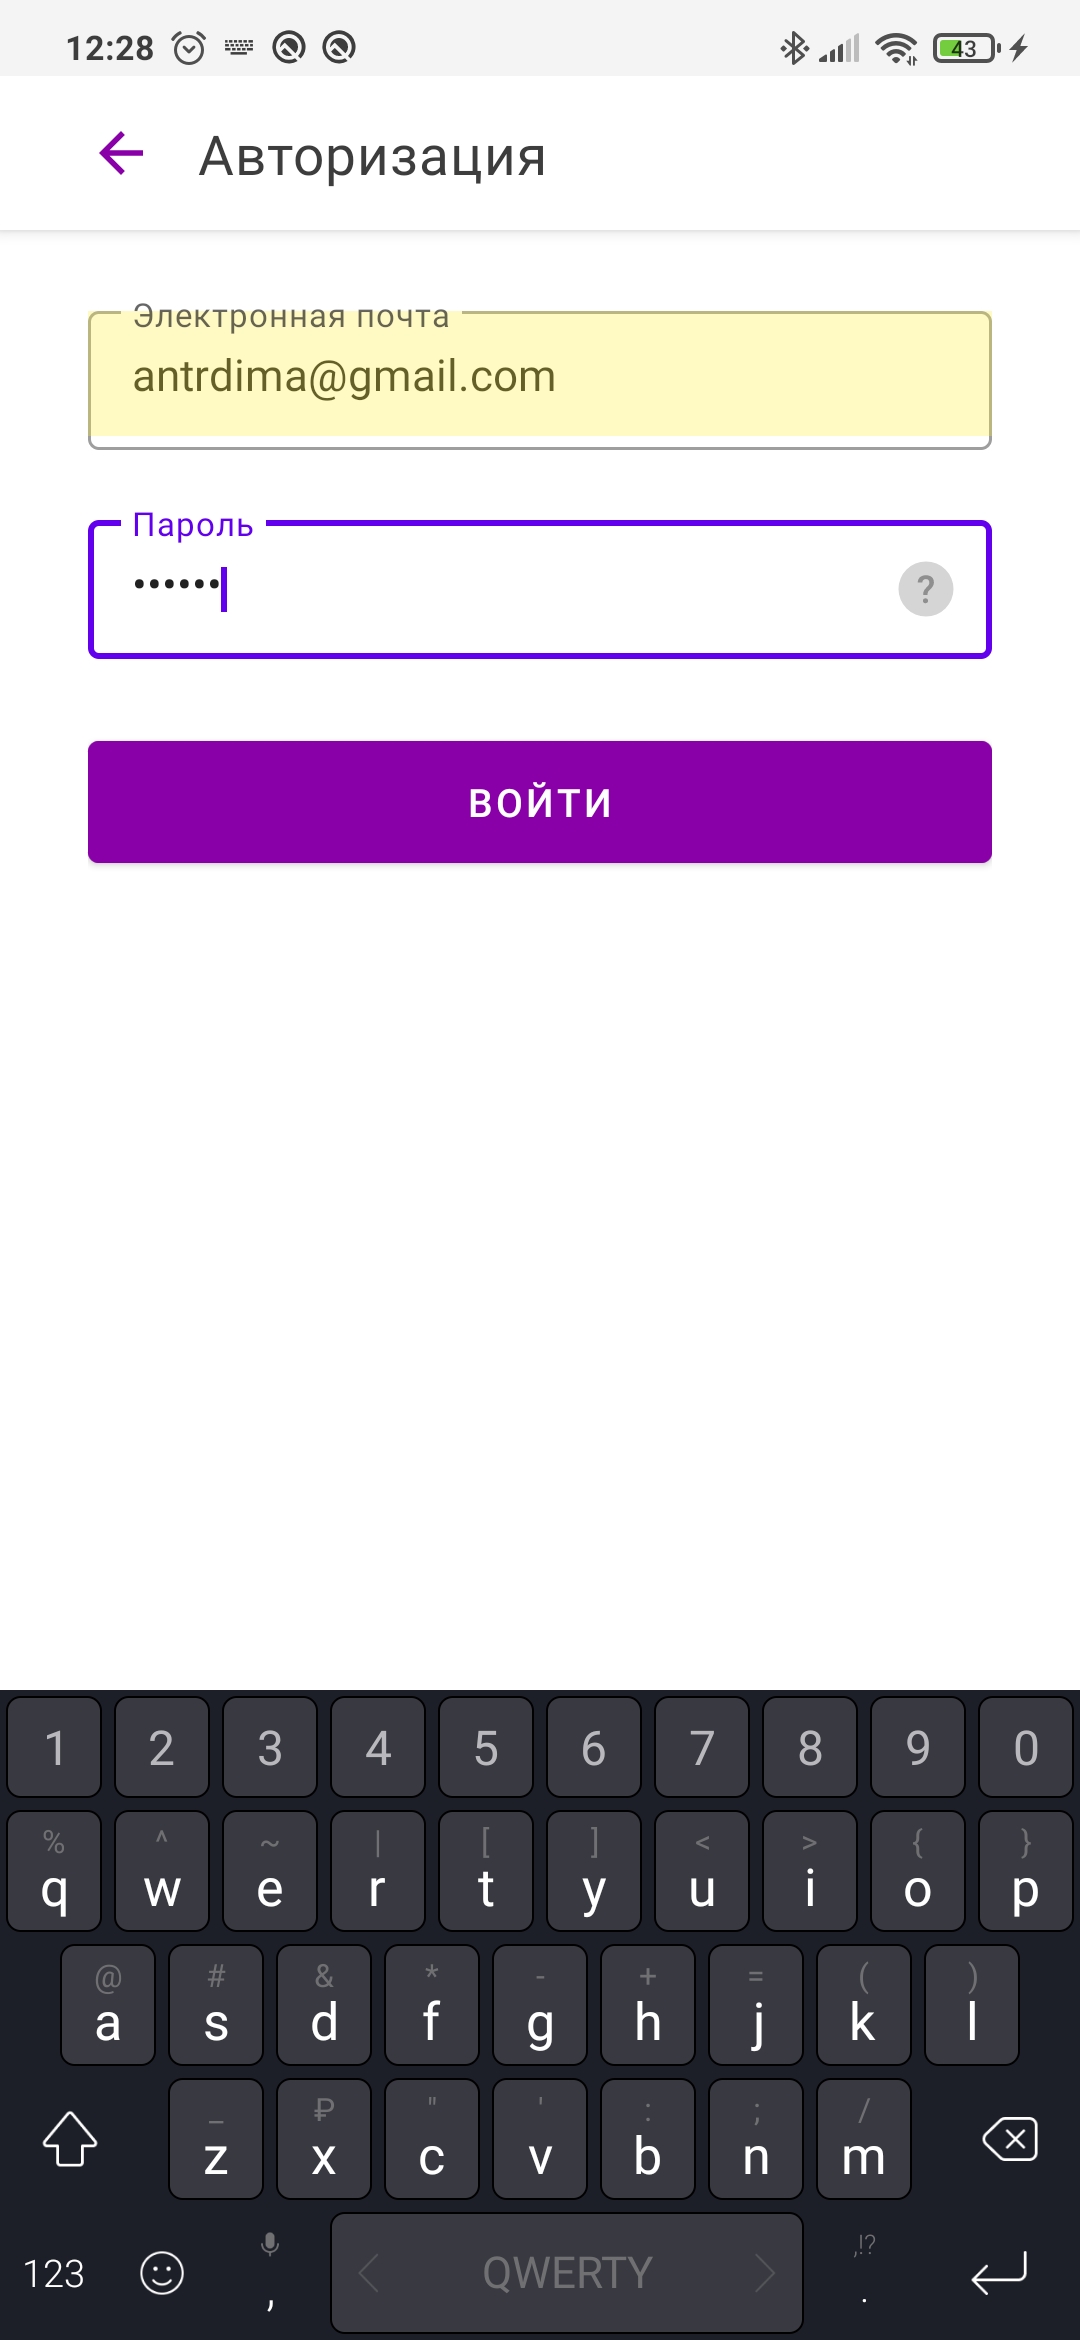 12:28 43
Авторизация
Электронная почта
antrdima@gmail.com
Пароль
••••••
?
ВОЙТИ
1 2 3 4 5 6 7 8 9 0
% ^ ~ | [ ] < > { }
q w e r t y u i o p
@ # & * - + = ( )
a s d f g h j k l
_ ₽ " ' : ; /
z x c v b n m
,!?
123 , QWERTY .